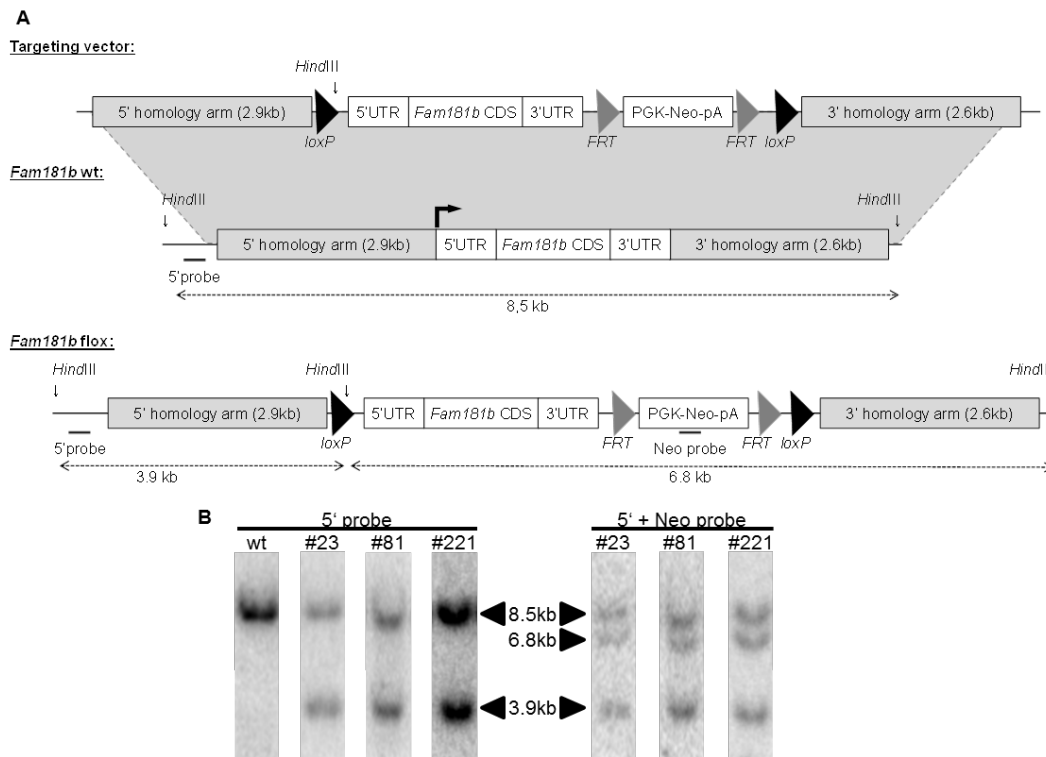 A
Targeting vector:
HindIII
5' homology arm (2.9kb) 5'UTR Fam181b CDS 3'UTR PGK-Neo-pA 3' homology arm (2.6kb)
loxP FRT FRT loxP
Fam181b wt:
HindIII HindIII
5' homology arm (2.9kb) 5'UTR Fam181b CDS 3'UTR 3' homology arm (2.6kb)
5'probe
8,5 kb
Fam181b flox:
HindIII HindIII HindII
5' homology arm (2.9kb) 5'UTR Fam181b CDS 3'UTR PGK-Neo-pA 3' homology arm (2.6kb)
loxP FRT FRT loxP
5'probe Neo probe
3.9 kb 6.8 kb
B
5‘ probe 5‘ + Neo probe
wt #23 #81 #221 #23 #81 #221
8.5kb
6.8kb
3.9kb